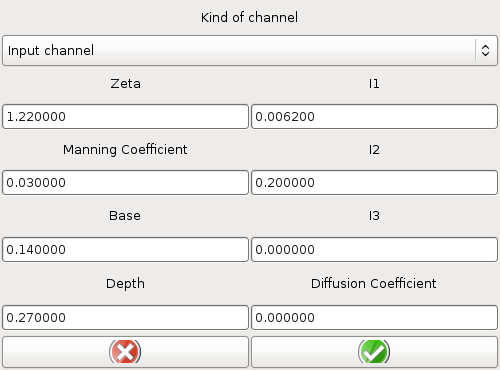 Kind of channel
Input channel
Zeta I1
1.220000 0.006200
Manning Coefficient I2
0.030000 0.200000
Base I3
0.140000 0.000000
Depth Diffusion Coefficient
0.270000 0.000000